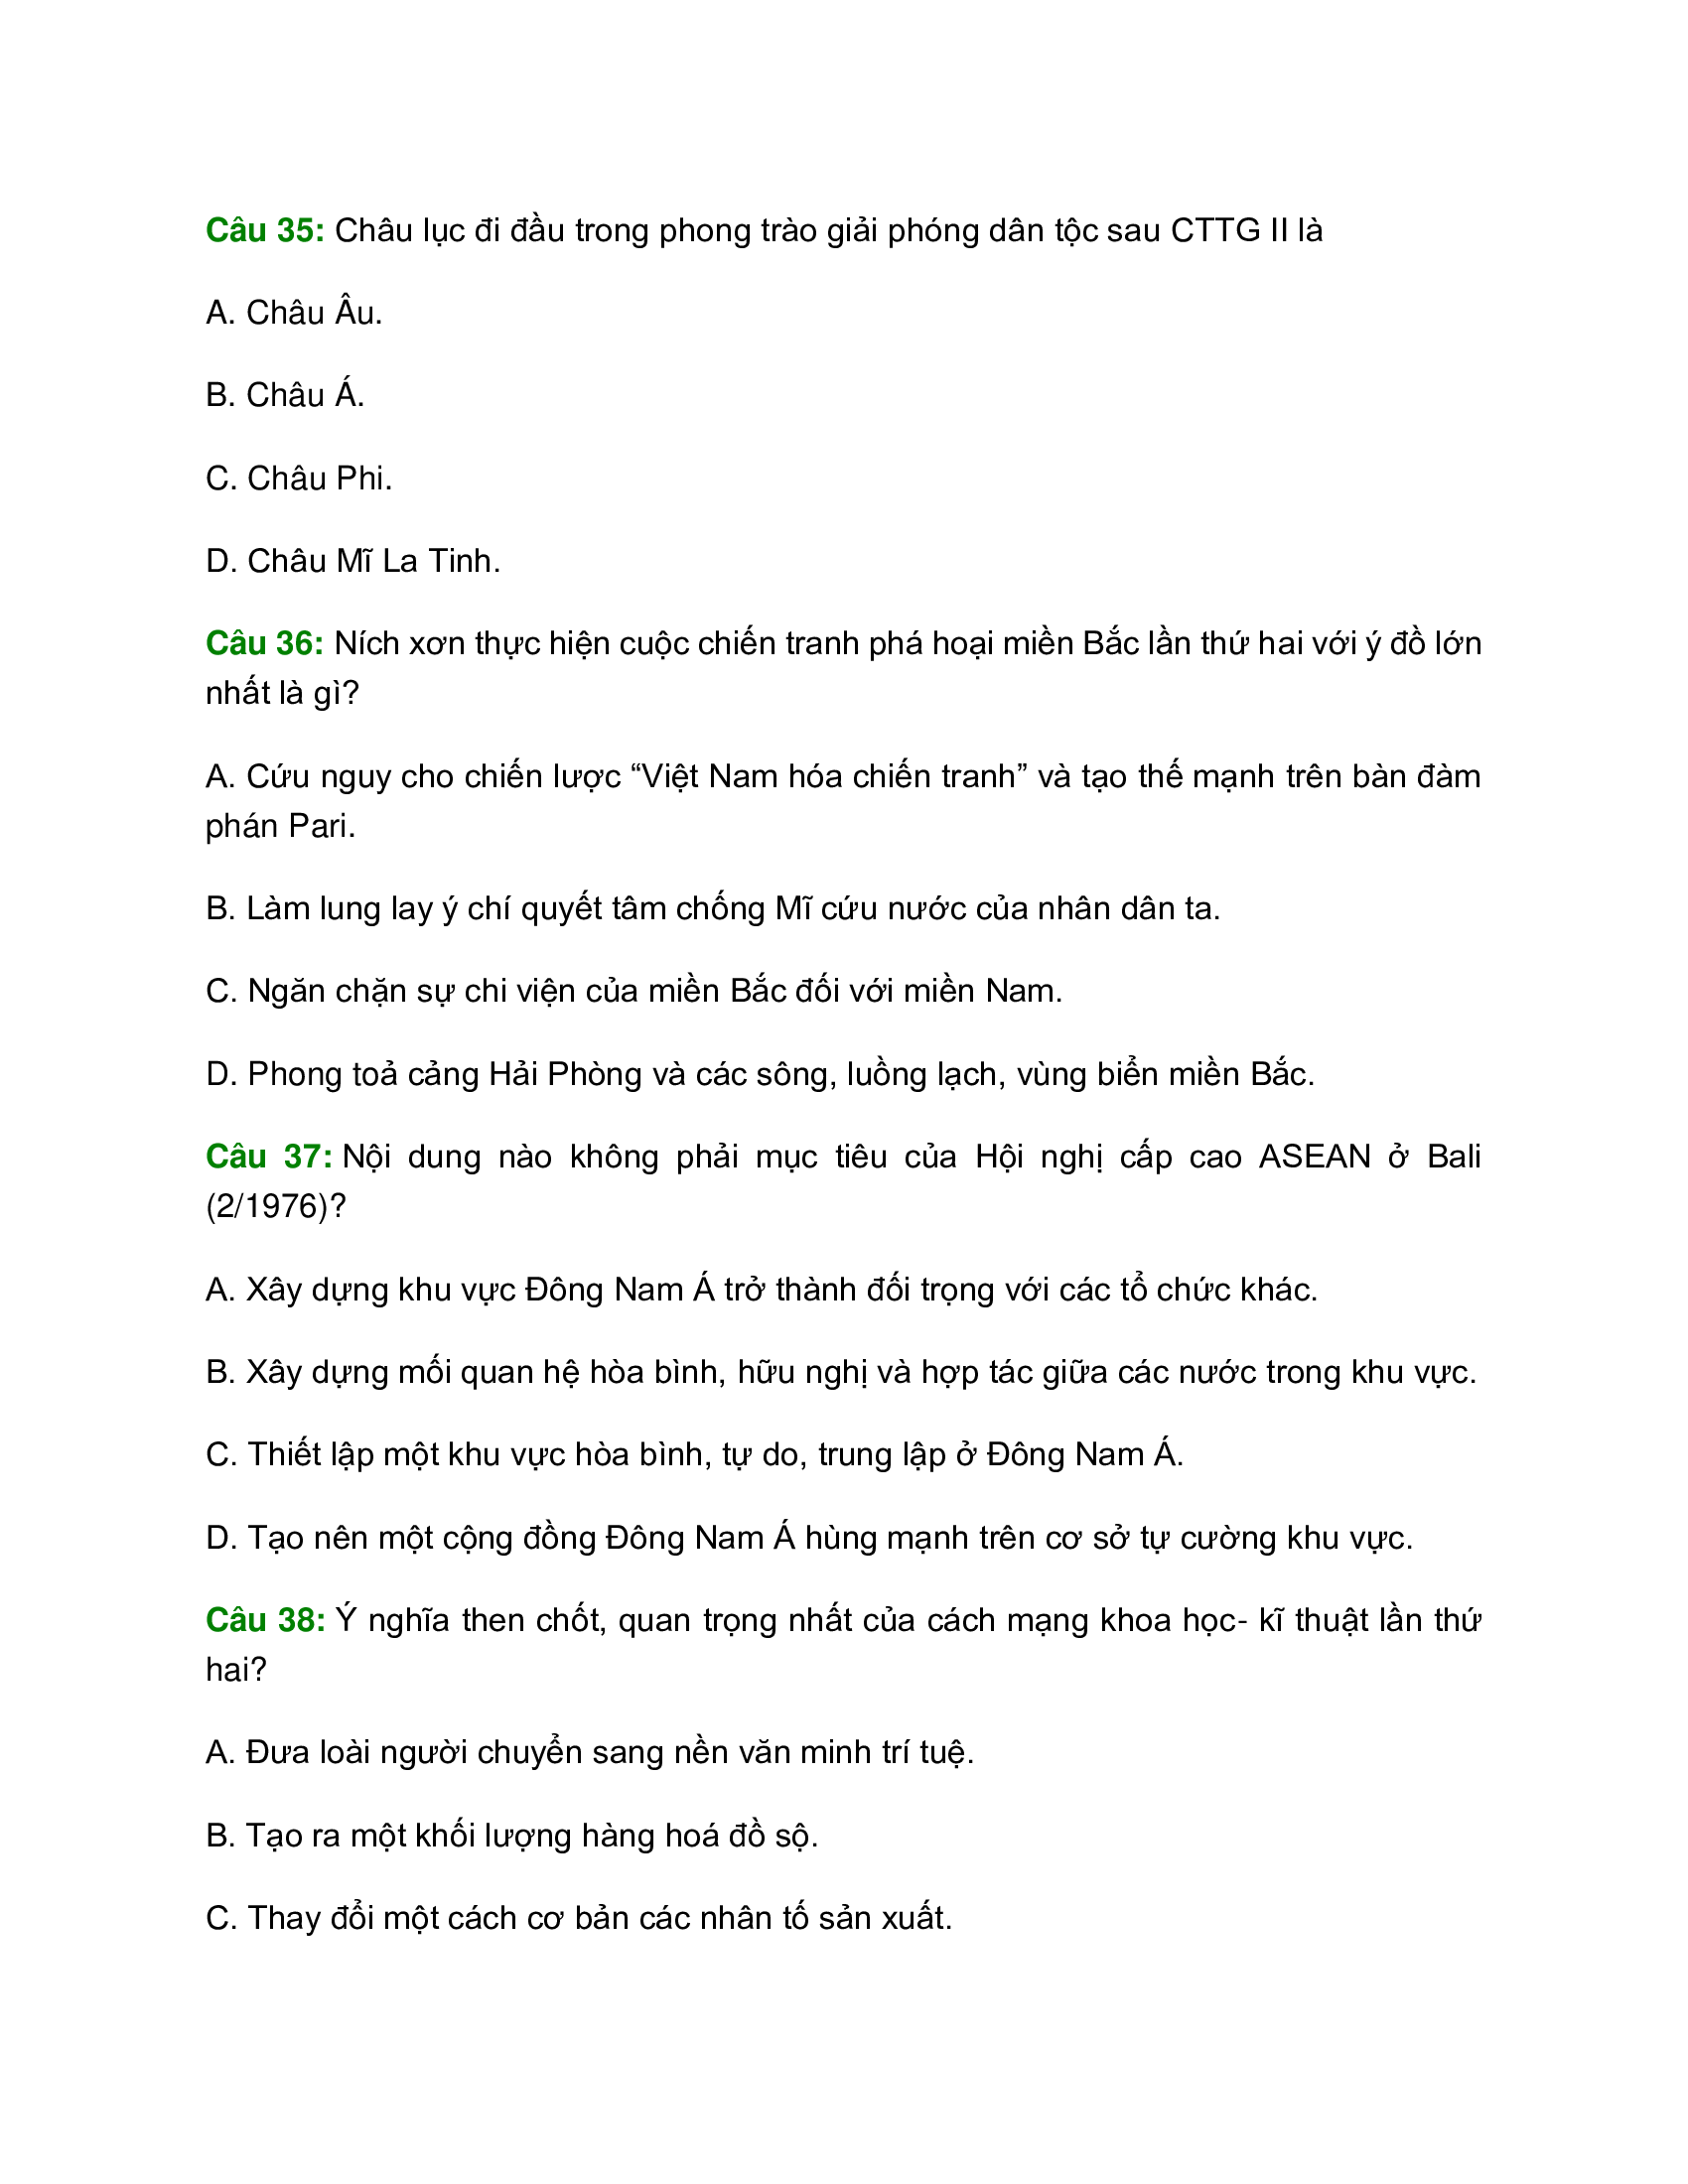 Câu 35: Châu lục đi đầu trong phong trào giải phóng dân tộc sau CTTG II là
A. Châu Âu.
B. Châu Á.
C. Châu Phi.
D. Châu Mĩ La Tinh.
Câu 36: Ních xơn thực hiện cuộc chiến tranh phá hoại miền Bắc lần thứ hai với ý đồ lớn
nhất là gì?
A. Cứu nguy cho chiến lược “Việt Nam hóa chiến tranh” và tạo thế mạnh trên bàn đàm
phán Pari.
B. Làm lung lay ý chí quyết tâm chống Mĩ cứu nước của nhân dân ta.
C. Ngăn chặn sự chi viện của miền Bắc đối với miền Nam.
D. Phong toả cảng Hải Phòng và các sông, luồng lạch, vùng biển miền Bắc.
Câu 37: Nội dung nào không phải mục tiêu của Hội nghị cấp cao ASEAN ở Bali
(2/1976)?
A. Xây dựng khu vực Đông Nam Á trở thành đối trọng với các tổ chức khác.
B. Xây dựng mối quan hệ hòa bình, hữu nghị và hợp tác giữa các nước trong khu vực.
C. Thiết lập một khu vực hòa bình, tự do, trung lập ở Đông Nam Á.
D. Tạo nên một cộng đồng Đông Nam Á hùng mạnh trên cơ sở tự cường khu vực.
Câu 38: Ý nghĩa then chốt, quan trọng nhất của cách mạng khoa học- kĩ thuật lần thứ
hai?
A. Đưa loài người chuyển sang nền văn minh trí tuệ.
B. Tạo ra một khối lượng hàng hoá đồ sộ.
C. Thay đổi một cách cơ bản các nhân tố sản xuất.